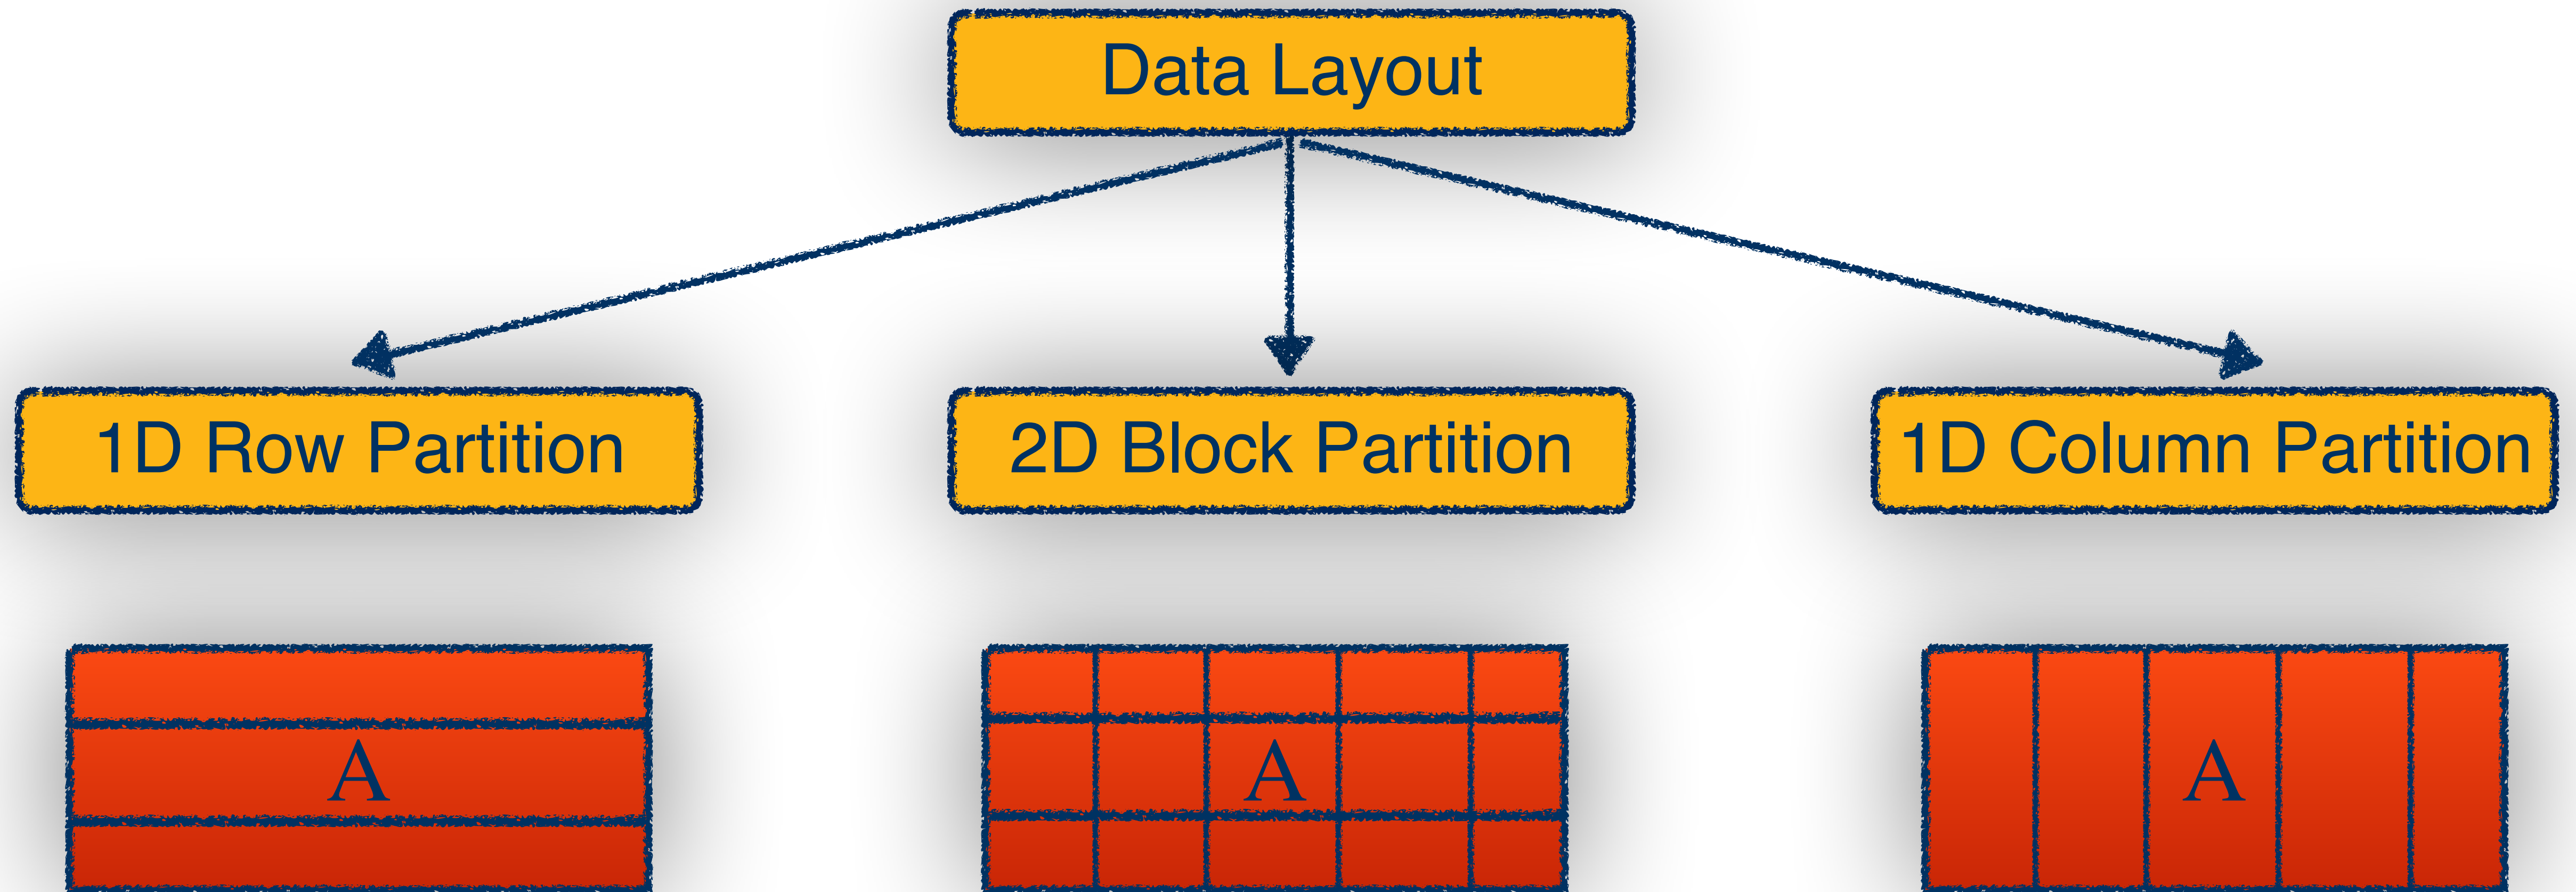 Data Layout
1D Row Partition
2D Block Partition
1D Column Partition
A
A
A